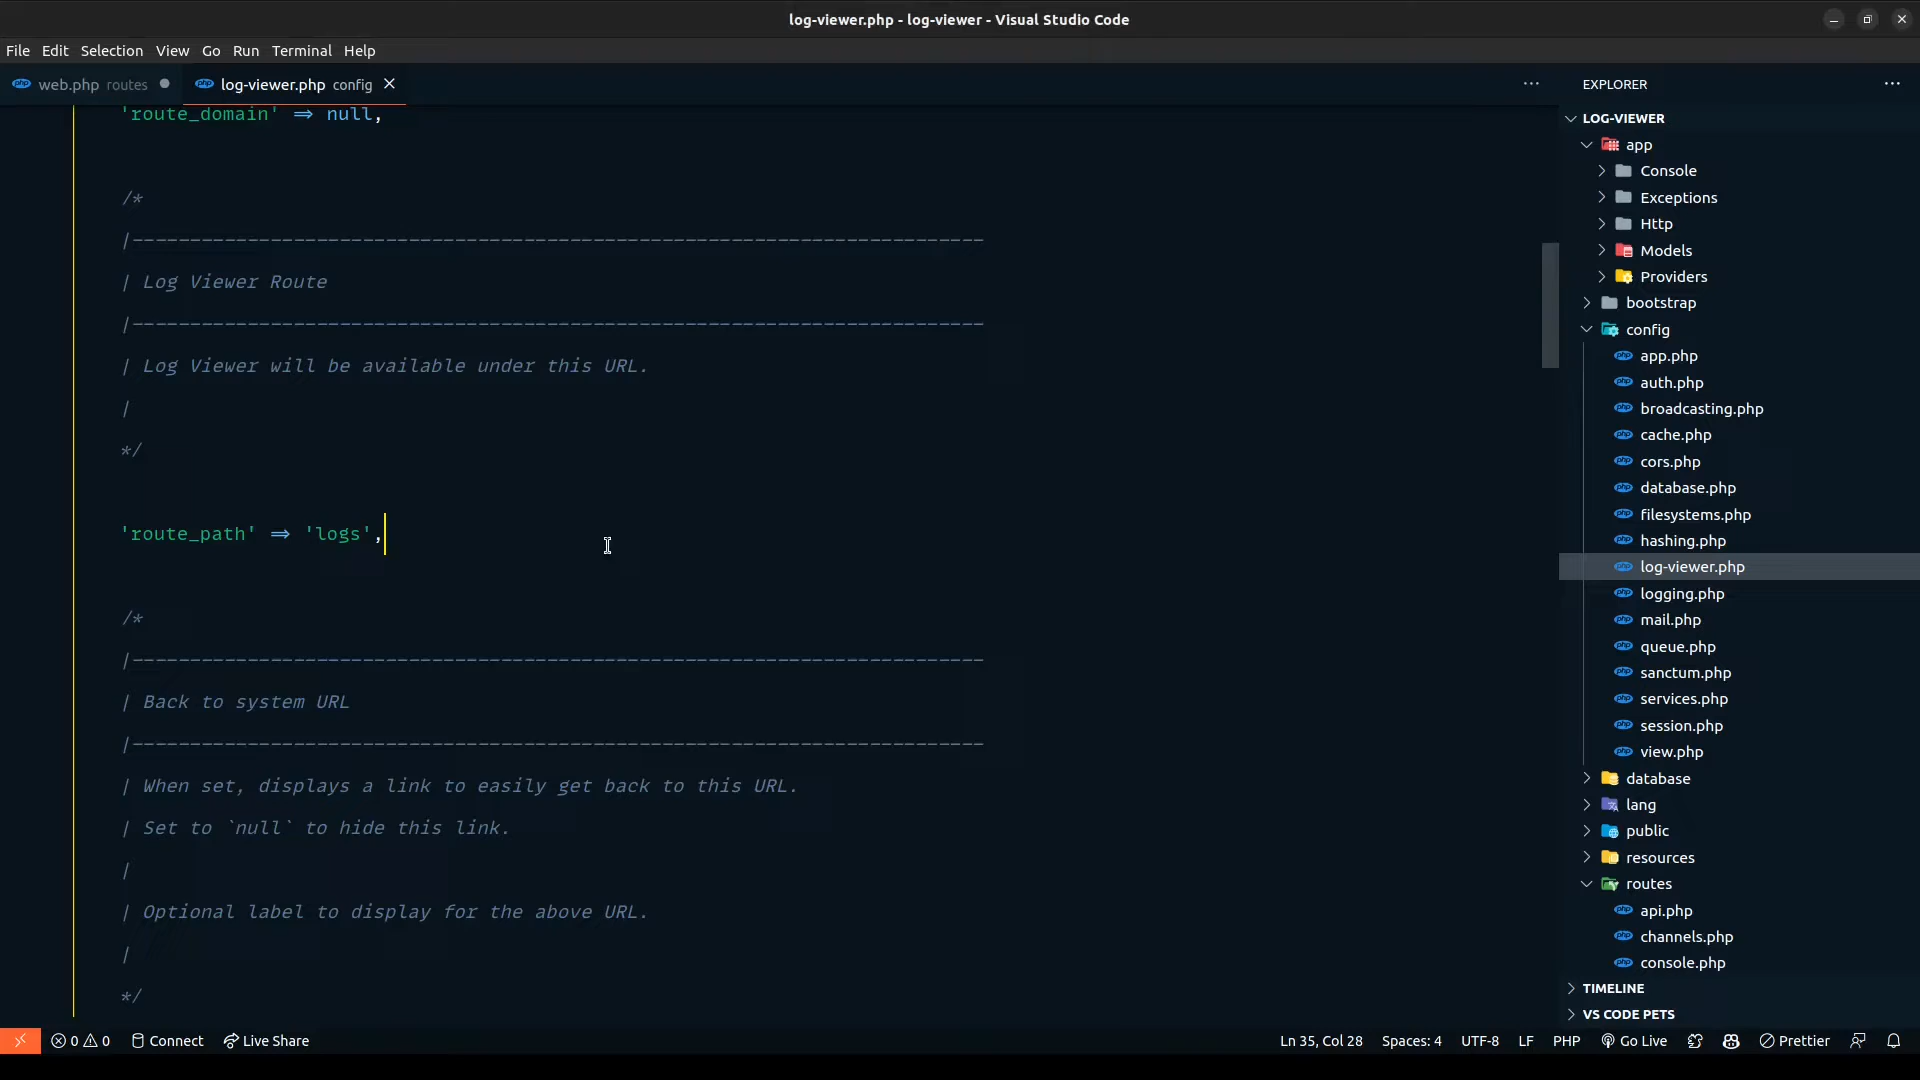 log-viewer.php - log-viewer - Visual Studio Code
File Edit Selection View Go Run Terminal Help
web.php routes
log-viewer.php config
'route_domain' => null,
/*
|--------------------------------------------------------------------------
| Log Viewer Route
|--------------------------------------------------------------------------
| Log Viewer will be available under this URL.
|
*/
'route_path' => 'logs',
/*
|--------------------------------------------------------------------------
| Back to system URL
|--------------------------------------------------------------------------
| When set, displays a link to easily get back to this URL.
| Set to `null` to hide this link.
|
| Optional label to display for the above URL.
|
*/
EXPLORER
LOG-VIEWER
app
Console
Exceptions
Http
Models
Providers
bootstrap
config
app.php
auth.php
broadcasting.php
cache.php
cors.php
database.php
filesystems.php
hashing.php
log-viewer.php
logging.php
mail.php
queue.php
sanctum.php
services.php
session.php
view.php
database
lang
public
resources
routes
api.php
channels.php
console.php
TIMELINE
VS CODE PETS
0 0 Connect Live Share
Ln 35, Col 28 Spaces: 4 UTF-8 LF PHP Go Live Prettier